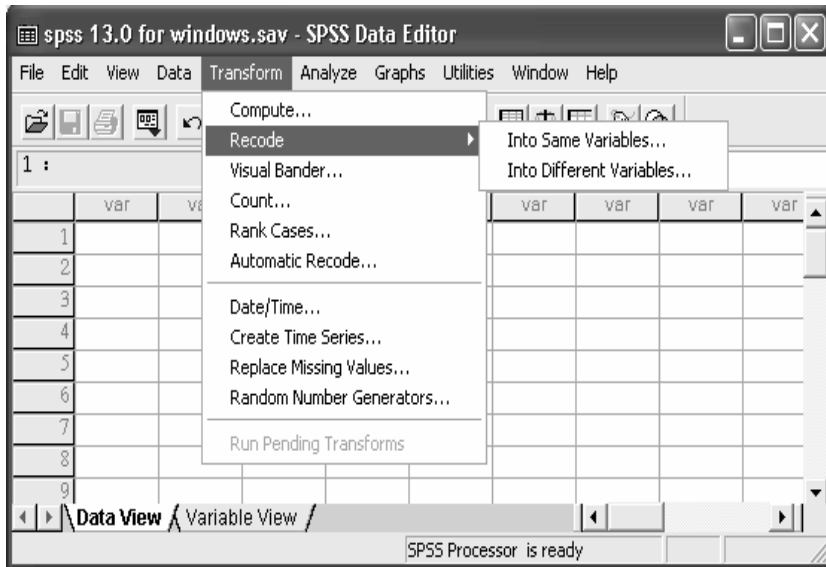 spss 13.0 for windows.sav - SPSS Data Editor
File Edit View Data Transform Analyze Graphs Utilities Window Help
Compute...
Recode
Into Same Variables...
Visual Bander...
Into Different Variables...
1 :
Count...
var var var var var
Rank Cases...
1
Automatic Recode...
2
3
Date/Time...
4
Create Time Series...
5
Replace Missing Values...
6
Random Number Generators...
7
Run Pending Transforms
8
9
Data View Variable View
SPSS Processor is ready